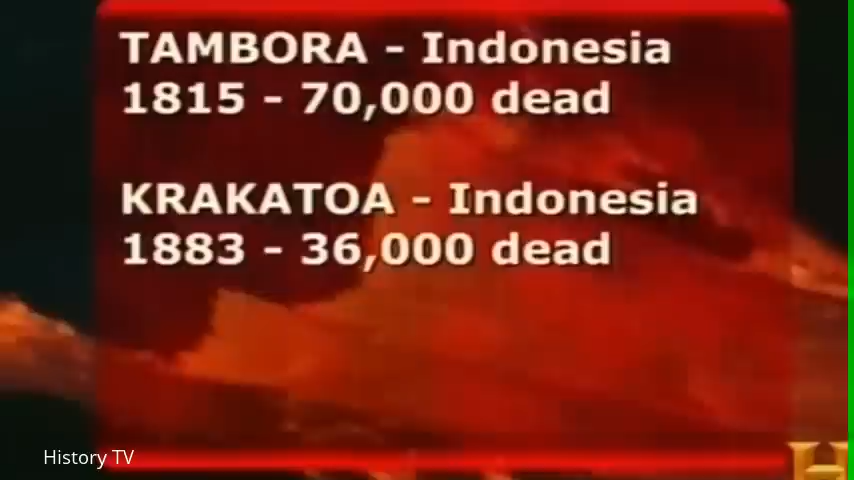 TAMBORA - Indonesia
1815 - 70,000 dead
KRAKATOA - Indonesia
1883 - 36,000 dead
History TV
H